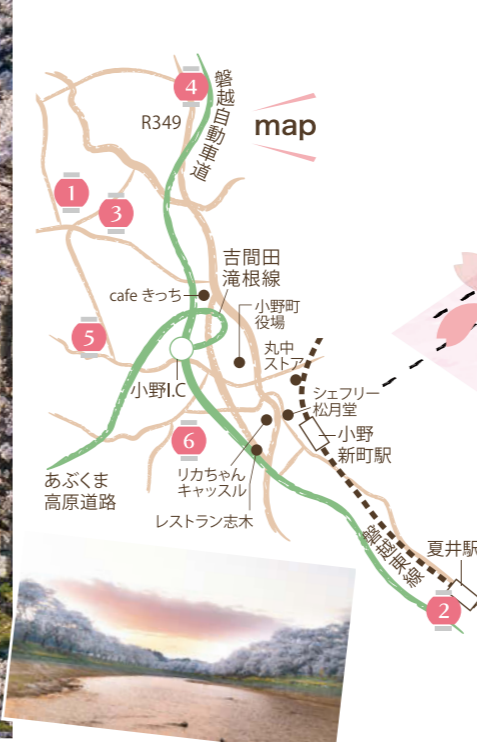 4
磐越自動車道
R349
map
1
3
吉間田
滝根線
cafe きっち
小野町
役場
丸中
ストア
5
小野I.C
シェフリー
松月堂
小野
新町駅
6
リカちゃん
キャッスル
あぶくま
高原道路
レストラン志木
磐越東線
夏井駅
2